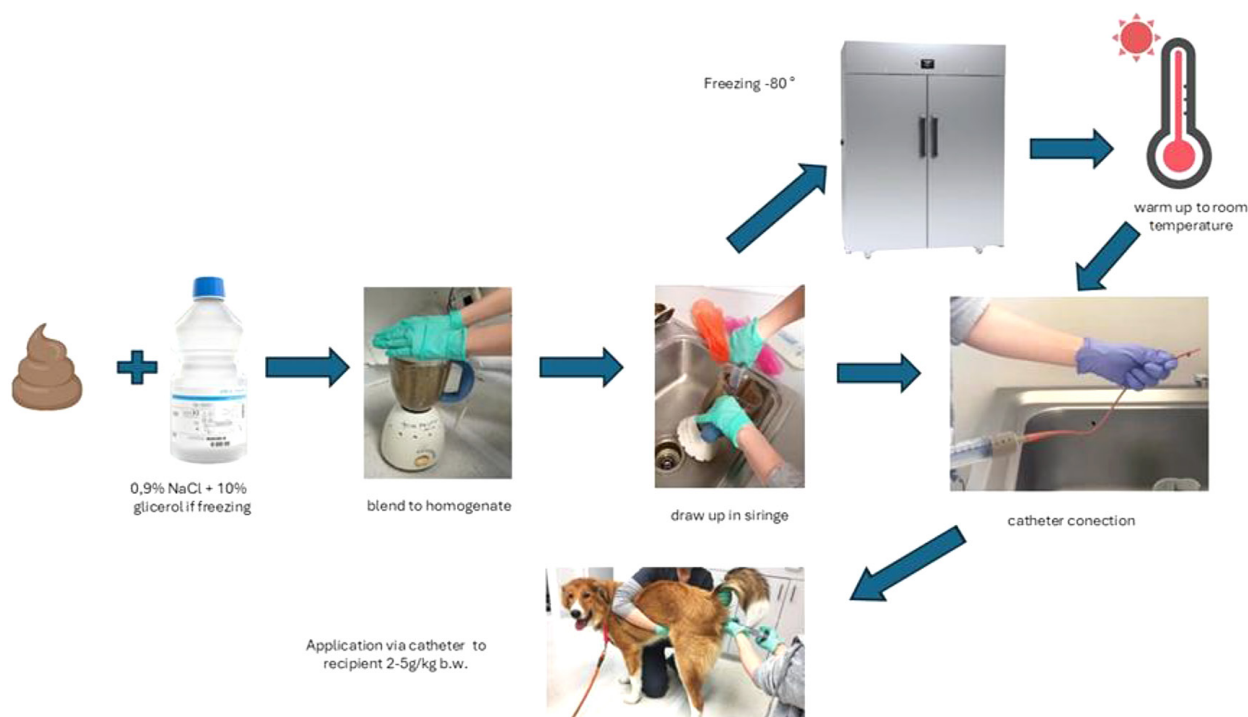 Freezing -80 °
warm up to room
temperature
0,9% NaCl + 10%
glicerol if freezing
blend to homogenate
draw up in siringe
catheter conection
Application via catheter to
recipient 2-5g/kg b.w.